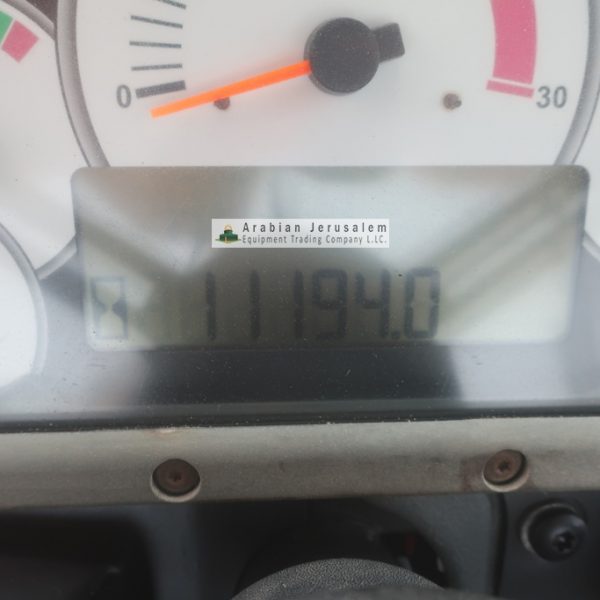 0
30
Arabian Jerusalem
Equipment Trading Company L.L.C.
11194.0